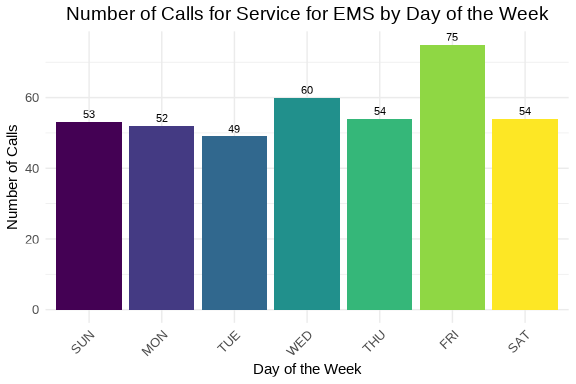 Number of Calls for Service for EMS by Day of the Week
75
60
53
52
49
54
54
Number of Calls
60
40
20
0
SUN
MON
TUE
WED
THU
FRI
SAT
Day of the Week